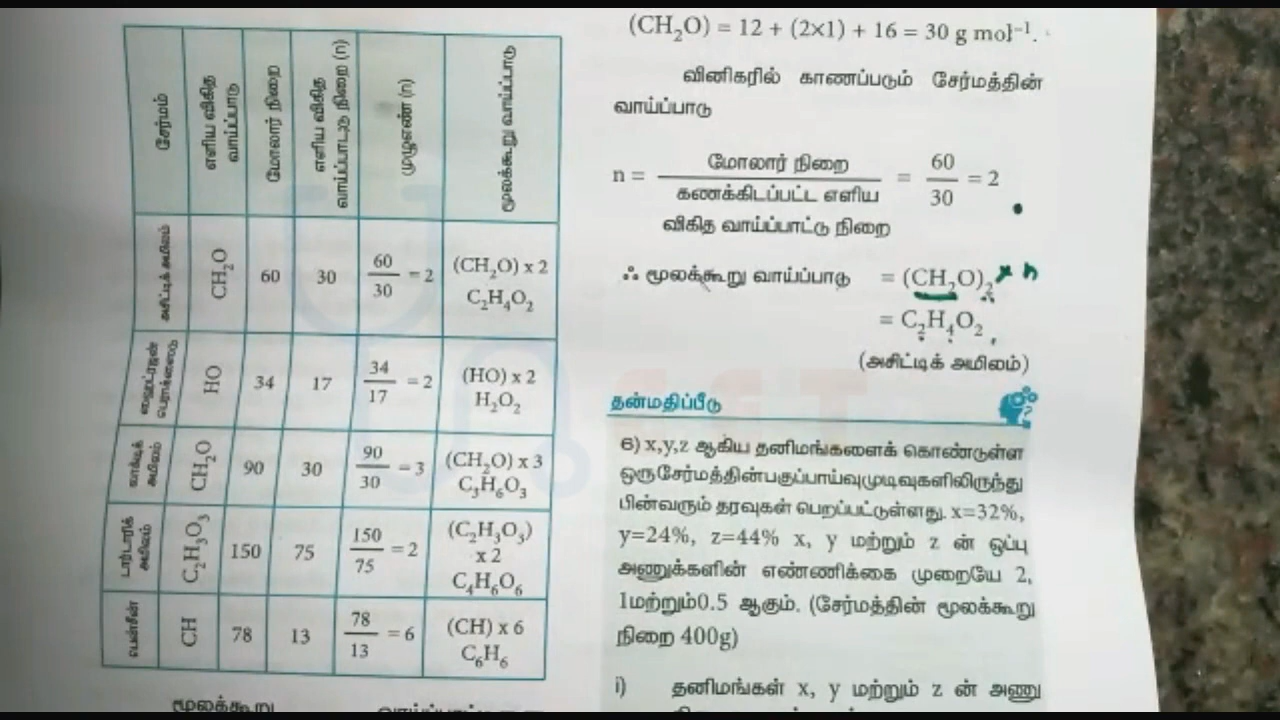 சேர்மம்
எளிய விகித வாய்ப்பாடு
மோலார் நிறை
எளிய விகித வாய்ப்பாட்டு நிறை (n)
முழுஎண் (n)
மூலக்கூறு வாய்ப்பாடு
அசிட்டிக் அமிலம்
CH₂O
60
30
60/30 = 2
(CH₂O) x 2
C₂H₄O₂
ஹைட்ரஜன் பெராக்ஸைடு
HO
34
17
34/17 = 2
(HO) x 2
H₂O₂
லாக்டிக் அமிலம்
CH₂O
90
30
90/30 = 3
(CH₂O) x 3
C₃H₆O₃
டார்டாரிக் அமிலம்
C₂H₃O₃
150
75
150/75 = 2
(C₂H₃O₃)
x 2
C₄H₆O₆
பென்சீன்
CH
78
13
78/13 = 6
(CH) x 6
C₆H₆
மூலக்கூறு
(CH₂O) = 12 + (2x1) + 16 = 30 g mol⁻¹.
வினிகரில் காணப்படும் சேர்மத்தின்
வாய்ப்பாடு
n = மோலார் நிறை / கணக்கிடப்பட்ட எளிய = 60/30 = 2
விகித வாய்ப்பாட்டு நிறை
∴ மூலக்கூறு வாய்ப்பாடு = (CH₂O)₂ x n
= C₂H₄O₂
(அசிட்டிக் அமிலம்)
தன்மதிப்பீடு
6) x,y,z ஆகிய தனிமங்களைக் கொண்டுள்ள
ஒரு சேர்மத்தின் பகுப்பாய்வு முடிவுகளிலிருந்து
பின்வரும் தரவுகள் பெறப்பட்டுள்ளது. x=32%,
y=24%, z=44% x, y மற்றும் z ன் ஒப்பு
அணுக்களின் எண்ணிக்கை முறையே 2,
1மற்றும்0.5 ஆகும். (சேர்மத்தின் மூலக்கூறு
நிறை 400g)
i) தனிமங்கள் x, y மற்றும் z ன் அணு